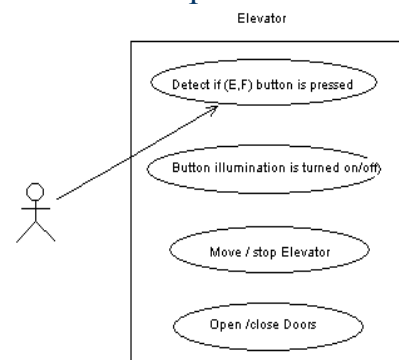 Elevator
Detect if (E,F) button is pressed
Button illumination is turned on/off)
Move / stop Elevator
Open /close Doors